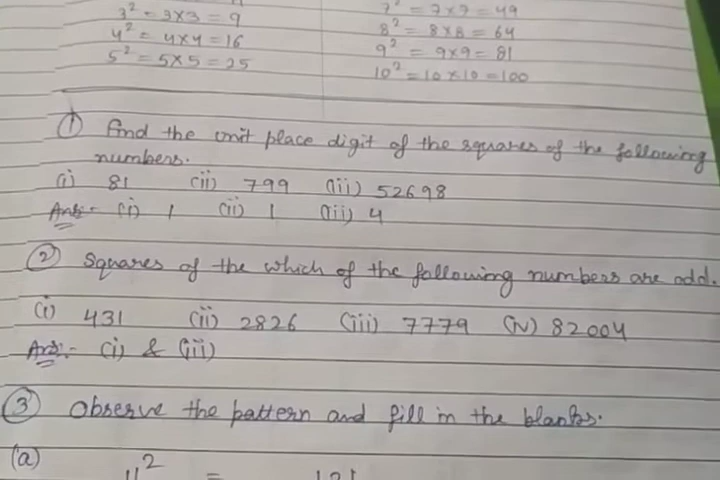 3² = 3×3 = 9
7² = 7×7 = 49
4² = 4×4 = 16
8² = 8×8 = 64
5² = 5×5 = 25
9² = 9×9 = 81
10² = 10×10 = 100
① Find the unit place digit of the squares of the following
numbers.
(i) 81 (ii) 799 (iii) 52698
Ans:- (i) 1 (ii) 1 (iii) 4
② Squares of the which of the following numbers are odd.
(i) 431 (ii) 2826 (iii) 7779 (iv) 82004
Ans:- (i) & (iii)
③ Observe the pattern and fill in the blanks.
(a) 11² = 121